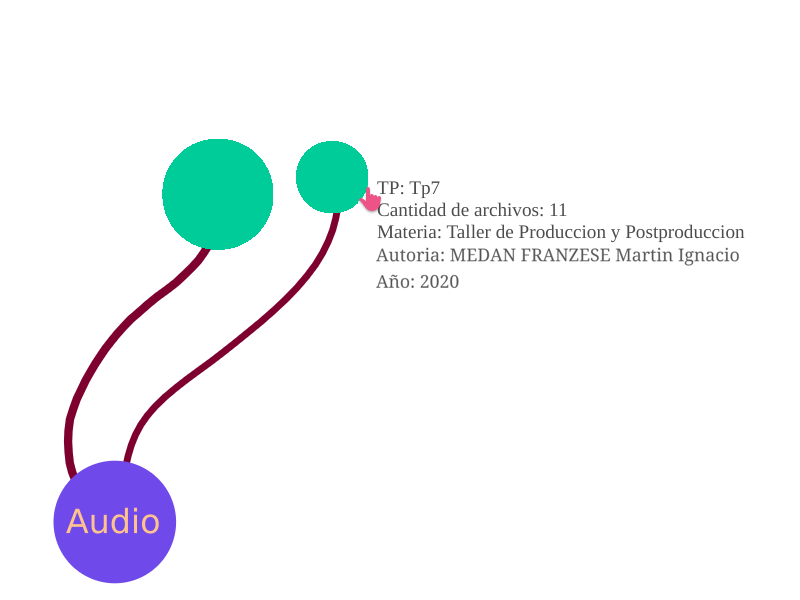 TP: Tp7
Cantidad de archivos: 11
Materia: Taller de Produccion y Postproduccion
Autoria: MEDAN FRANZESE Martin Ignacio
Año: 2020
Audio